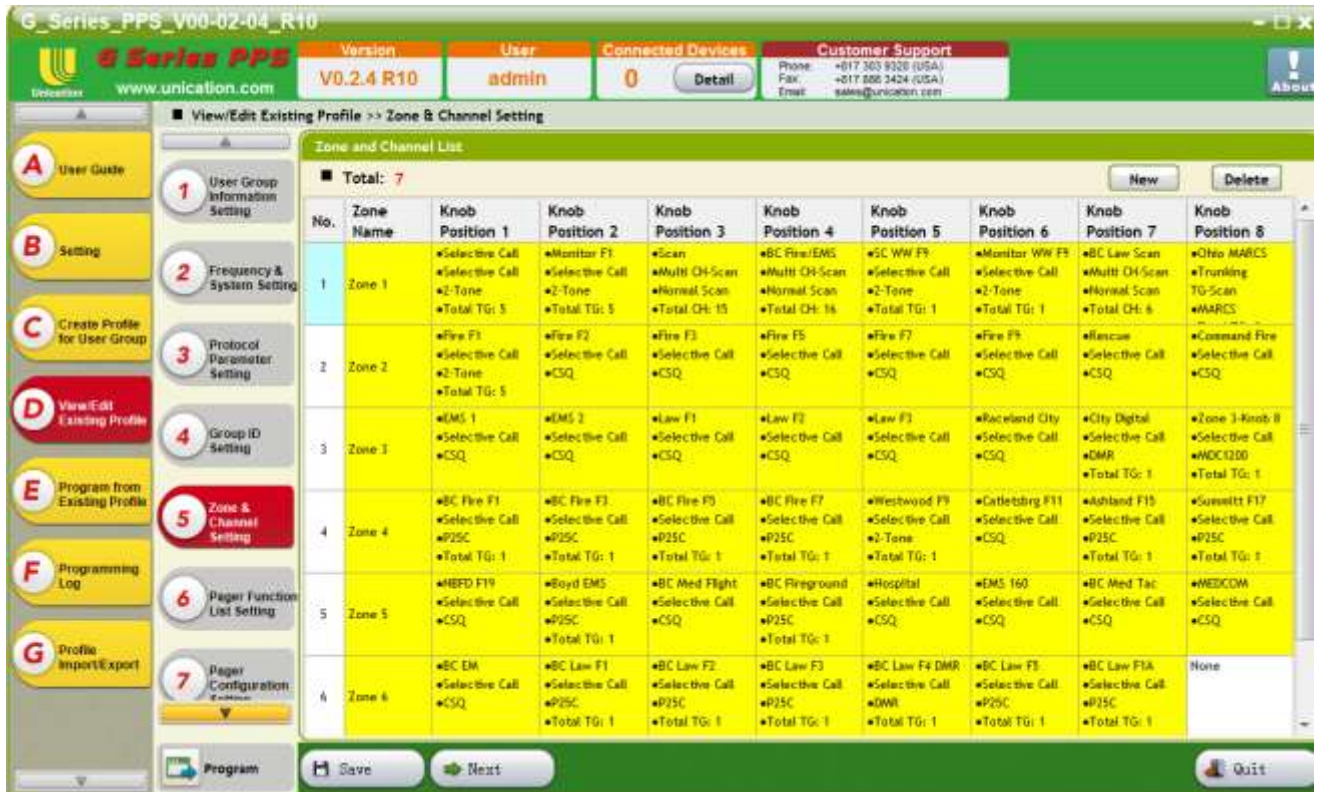 G_Series_PPS_V00-02-04_R10
Unication
G Series PPS
www.unication.com
Version
V0.2.4 R10
User
admin
Connected Devices
0
Detail
Customer Support
Phone: +817 303 9320 (USA)
Fax: +817 886 3424 (USA)
Email: sales@unication.com
About
View/Edit Existing Profile >> Zone & Channel Setting
A User Guide
B Setting
C Create Profile for User Group
D View/Edit Existing Profile
E Program from Existing Profile
F Programming Log
G Profile Import/Export
1 User Group Information Setting
2 Frequency & System Setting
3 Protocol Parameter Setting
4 Group ID Setting
5 Zone & Channel Setting
6 Pager Function List Setting
7 Pager Configuration
Program
Zone and Channel List
Total: 7
New
Delete
No. Zone Name Knob Position 1 Knob Position 2 Knob Position 3 Knob Position 4 Knob Position 5 Knob Position 6 Knob Position 7 Knob Position 8
1 Zone 1
•Selective Call •Monitor F1 •Scan •BC Fire/EMS •SC WW F9 •Monitor WW F9 •BC Law Scan •Ohio MARCS
•Selective Call •Selective Call •Multi CH-Scan •Multi CH-Scan •Selective Call •Selective Call •Multi CH-Scan •Trunking
•2-Tone •2-Tone •Normal Scan •Normal Scan •2-Tone •2-Tone •Normal Scan TG-Scan
•Total TG: 5 •Total TG: 5 •Total CH: 15 •Total CH: 16 •Total TG: 1 •Total TG: 1 •Total CH: 6 •MARCS
2 Zone 2
•Fire F1 •Fire F2 •Fire F3 •Fire F5 •Fire F7 •Fire F9 •Rescue •Command Fire
•Selective Call •Selective Call •Selective Call •Selective Call •Selective Call •Selective Call •Selective Call •Selective Call
•2-Tone •CSQ •CSQ •CSQ •CSQ •CSQ •CSQ •CSQ
•Total TG: 5
3 Zone 3
•EMS 1 •EMS 2 •Law F1 •Law F2 •Law F3 •Raceland City •City Digital •Zone 3-Knob 8
•Selective Call •Selective Call •Selective Call •Selective Call •Selective Call •Selective Call •Selective Call •Selective Call
•CSQ •CSQ •CSQ •CSQ •CSQ •CSQ •DMR •MDC1200
•Total TG: 1 •Total TG: 1
4 Zone 4
•BC Fire F1 •BC Fire F3 •BC Fire F5 •BC Fire F7 •Westwood F9 •Catletsbrg F11 •Ashland F15 •Summitt F17
•Selective Call •Selective Call •Selective Call •Selective Call •Selective Call •Selective Call •Selective Call •Selective Call
•P25C •P25C •P25C •P25C •2-Tone •CSQ •P25C •P25C
•Total TG: 1 •Total TG: 1 •Total TG: 1 •Total TG: 1 •Total TG: 1 •Total TG: 1 •Total TG: 1
5 Zone 5
•NBFD F19 •Boyd EMS •BC Med Flight •BC Fireground •Hospital •EMS 160 •BC Med Tac •MEDCOM
•Selective Call •Selective Call •Selective Call •Selective Call •Selective Call •Selective Call •Selective Call •Selective Call
•CSQ •P25C •CSQ •P25C •CSQ •CSQ •CSQ •CSQ
•Total TG: 1 •Total TG: 1
6 Zone 6
•BC EM •BC Law F1 •BC Law F2 •BC Law F3 •BC Law F4 DMR •BC Law F5 •BC Law F1A None
•Selective Call •Selective Call •Selective Call •Selective Call •Selective Call •Selective Call •Selective Call
•CSQ •P25C •P25C •P25C •DMR •P25C •P25C
•Total TG: 1 •Total TG: 1 •Total TG: 1 •Total TG: 1 •Total TG: 1 •Total TG: 1
Save
Next
Quit